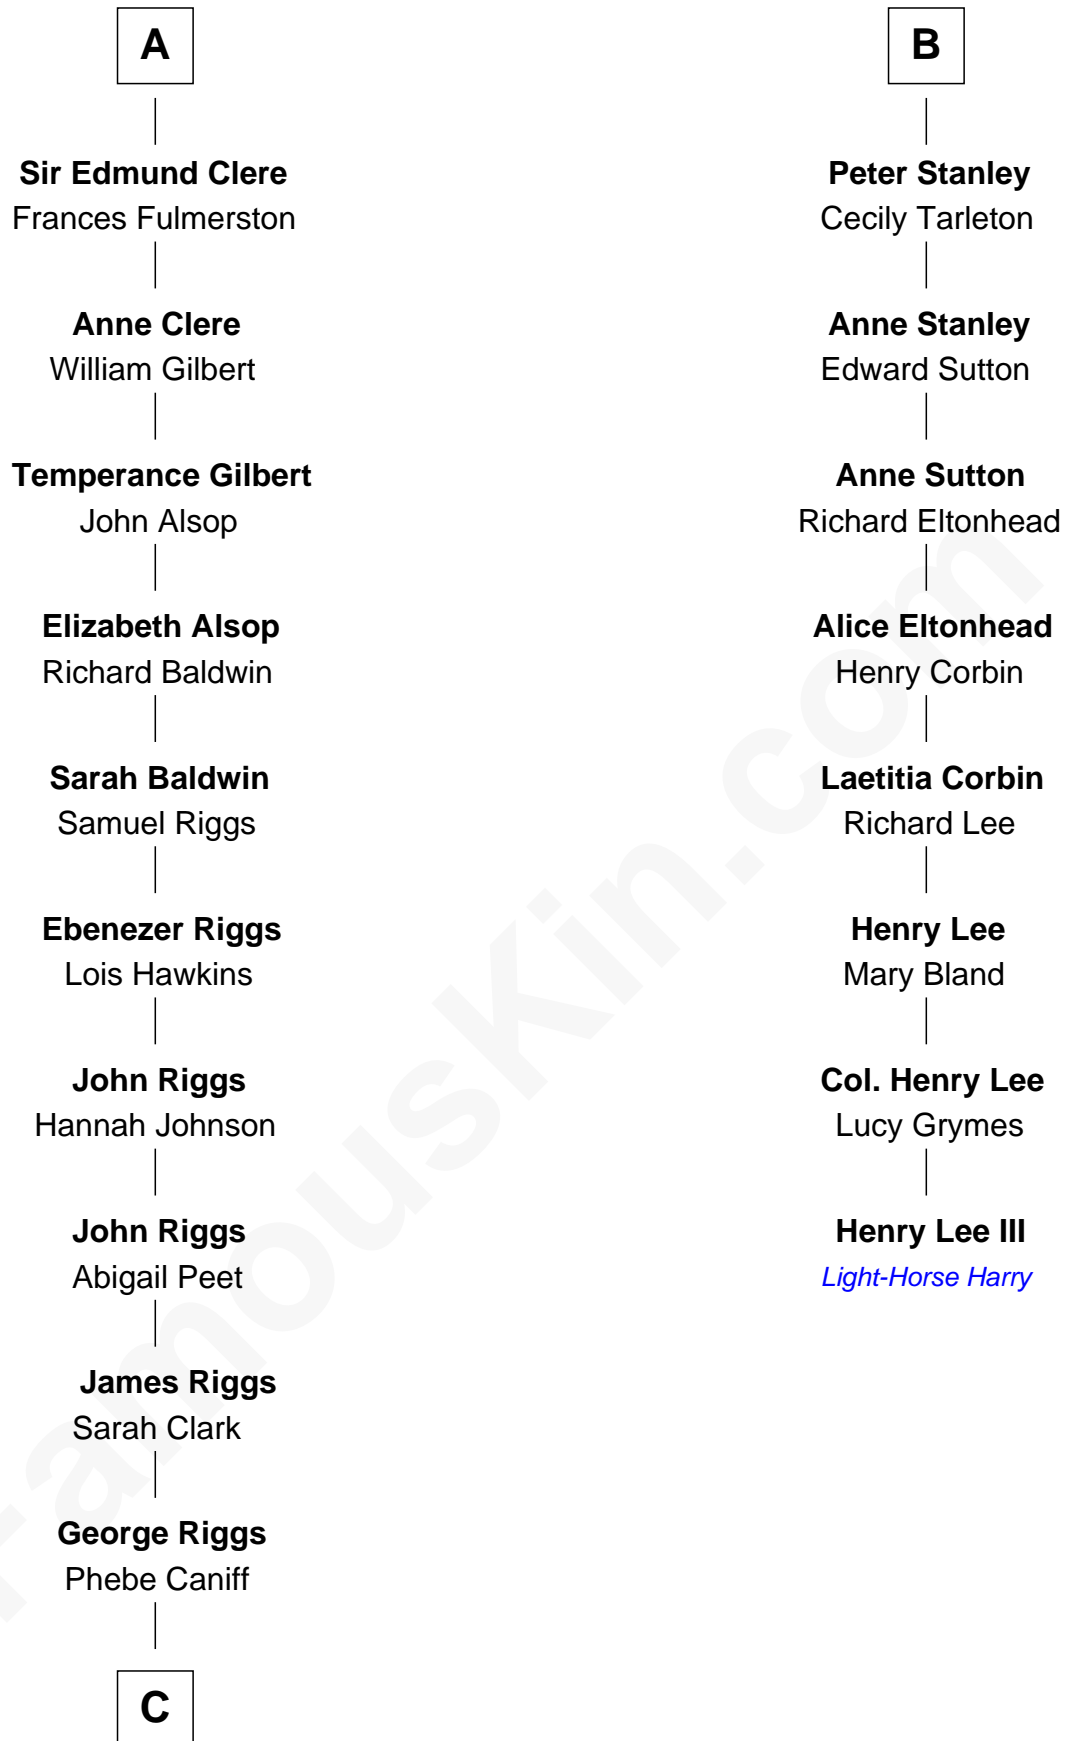 A
Sir Edmund Clere
Frances Fulmerston
Anne Clere
William Gilbert
Temperance Gilbert
John Alsop
Elizabeth Alsop
Richard Baldwin
Sarah Baldwin
Samuel Riggs
Ebenezer Riggs
Lois Hawkins
John Riggs
Hannah Johnson
John Riggs
Abigail Peet
James Riggs
Sarah Clark
George Riggs
Phebe Caniff
C
B
Peter Stanley
Cecily Tarleton
Anne Stanley
Edward Sutton
Anne Sutton
Richard Eltonhead
Alice Eltonhead
Henry Corbin
Laetitia Corbin
Richard Lee
Henry Lee
Mary Bland
Col. Henry Lee
Lucy Grymes
Henry Lee III
Light-Horse Harry
FamousKin.com